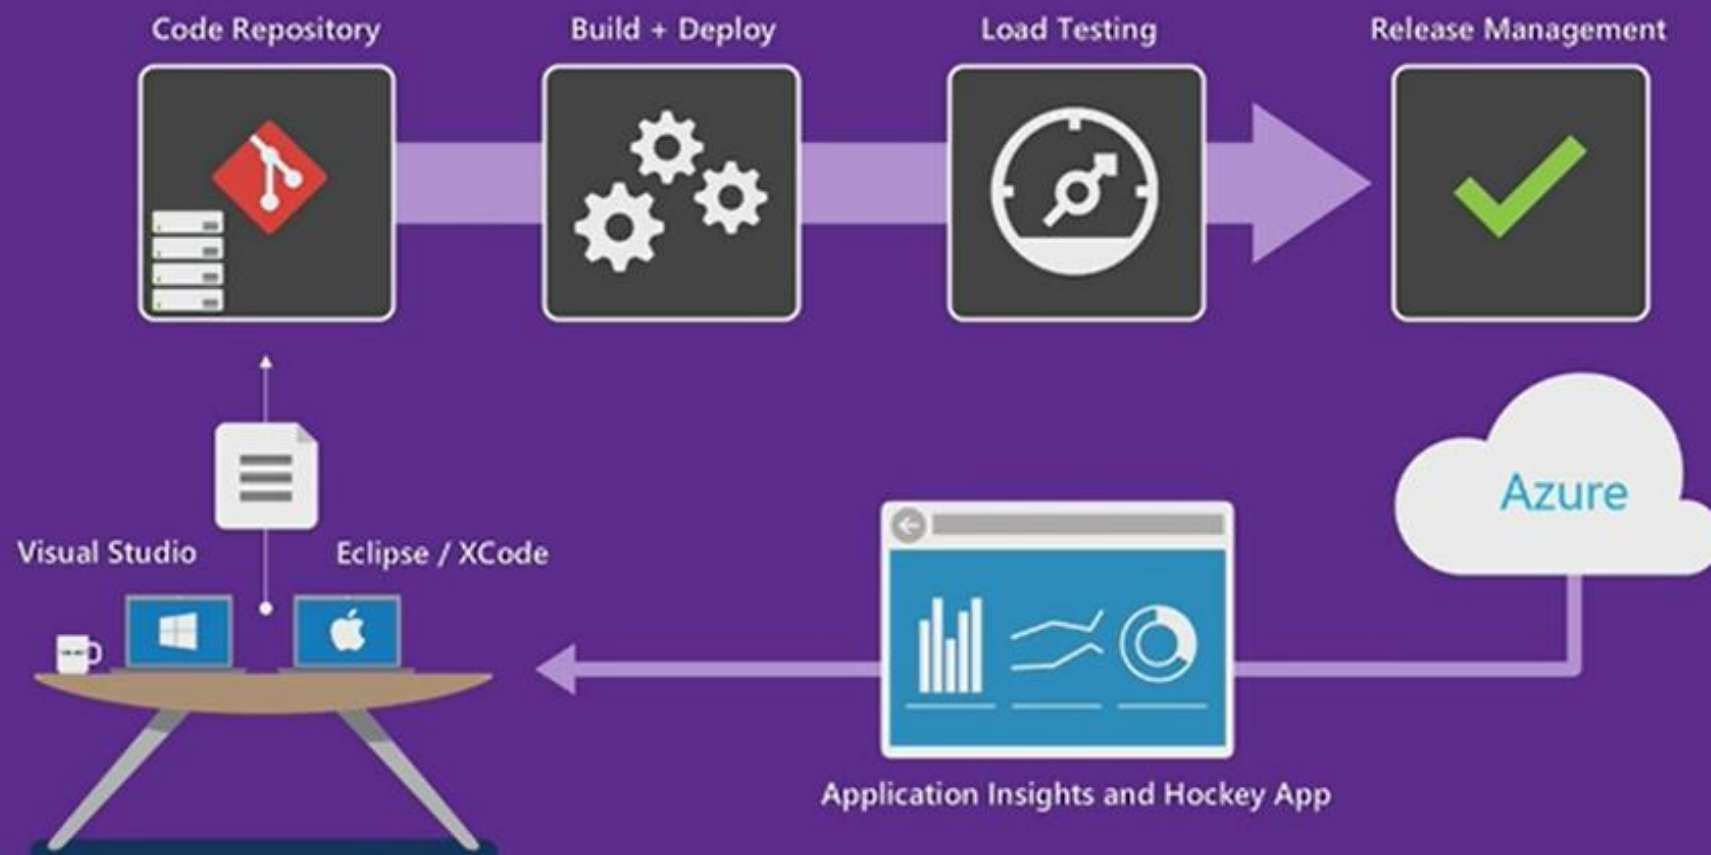 Code Repository
Build + Deploy
Load Testing
Release Management
Azure
Visual Studio
Eclipse / XCode
Application Insights and Hockey App